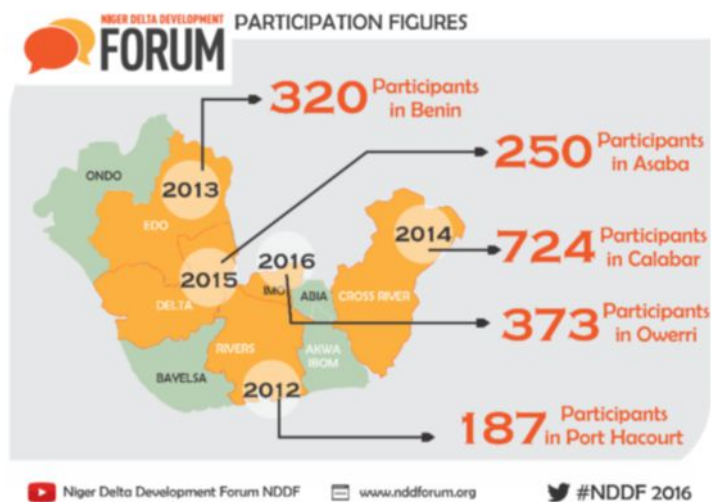 NIGER DELTA DEVELOPMENT
FORUM
PARTICIPATION FIGURES
320 Participants
in Benin
250 Participants
in Asaba
724 Participants
in Calabar
373 Participants
in Owerri
187 Participants
in Port Hacourt
ONDO
EDO
2013
2015
2016
2014
IMO
ABIA
CROSS RIVER
DELTA
RIVERS
AKWA
IBOM
BAYELSA
2012
Niger Delta Development Forum NDDF
www.nddforum.org
#NDDF 2016